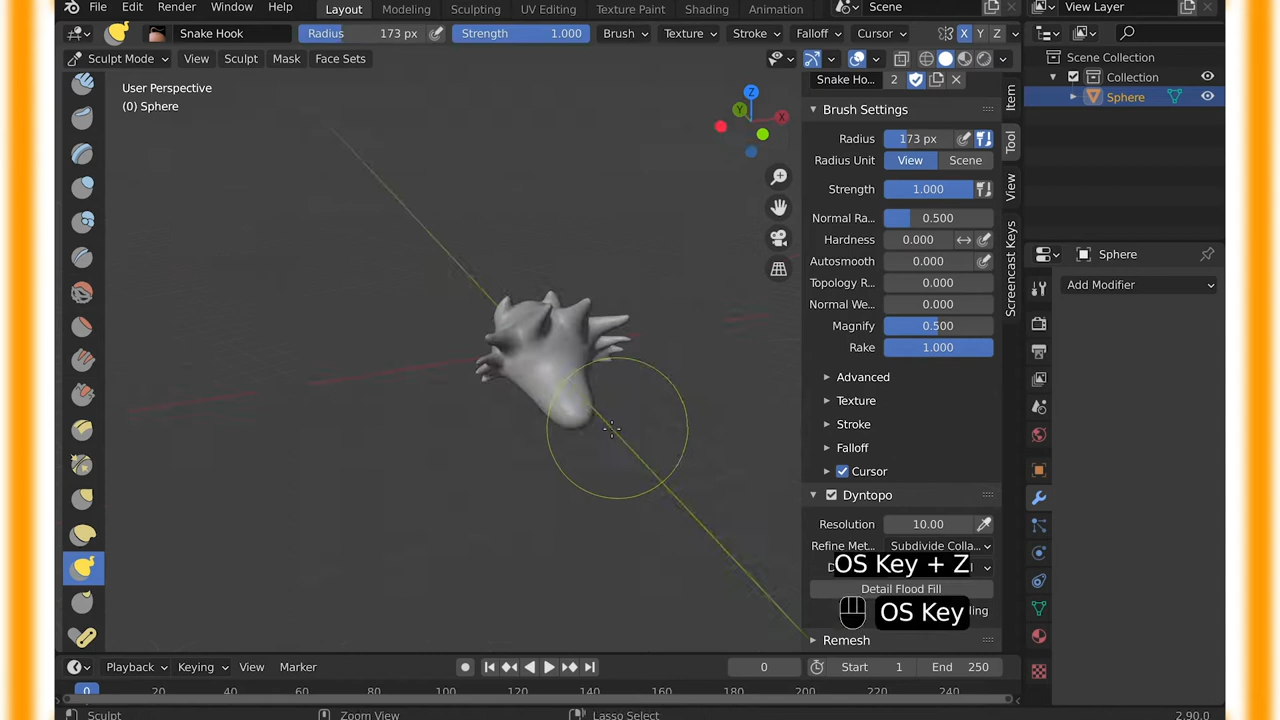 File Edit Render Window Help Layout Modeling Sculpting UV Editing Texture Paint Shading Animation Scene View Layer
Snake Hook Radius 173 px Strength 1.000 Brush Texture Stroke Falloff Cursor X Y Z
Sculpt Mode View Sculpt Mask Face Sets
User Perspective
(0) Sphere
Z
Y
X
Snake Ho... 2
Brush Settings
Radius 173 px
Radius Unit View Scene
Strength 1.000
Normal Ra... 0.500
Hardness 0.000
Autosmooth 0.000
Topology R... 0.000
Normal We... 0.000
Magnify 0.500
Rake 1.000
Advanced
Texture
Stroke
Falloff
Cursor
Dyntopo
Resolution 10.00
Refine Met... Subdivide Colla...
OS Key + Z
Detail Flood Fill
OS Key
Remesh
Item
Tool
View
Screencast Keys
Scene Collection
Collection
Sphere
Sphere
Add Modifier
Playback Keying View Marker 0 Start 1 End 250
0 20 40 60 80 100 120 140 160 180 200 220 240
Sculpt Zoom View Lasso Select 2.90.0